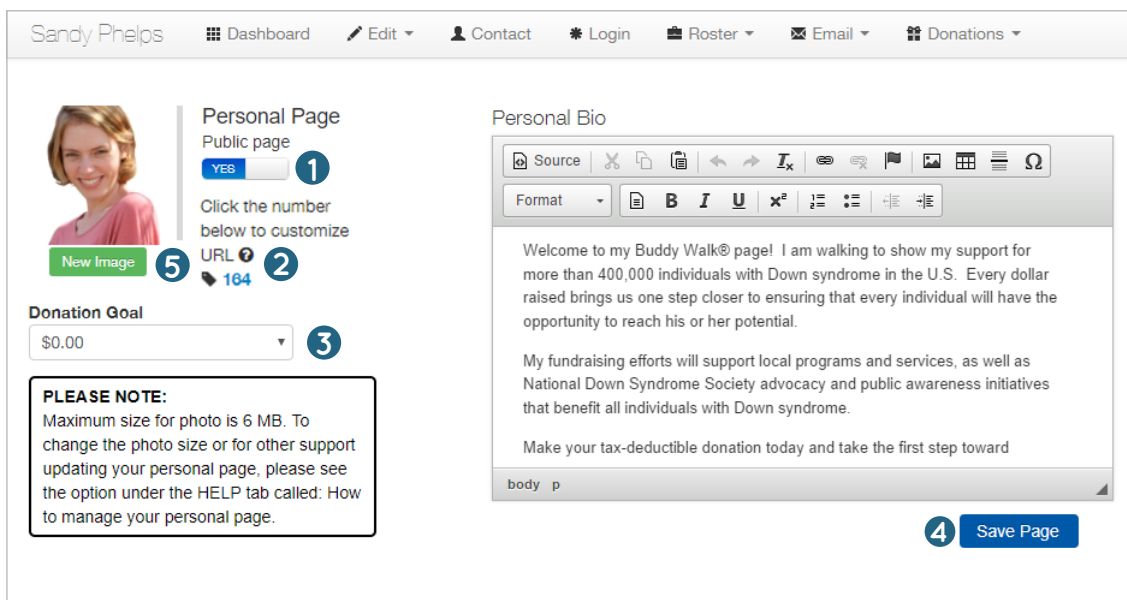 Sandy Phelps Dashboard Edit Contact Login Roster Email Donations
Personal Page
Public page
YES
1
Click the number
below to customize
URL ?
2
164
New Image
5
Donation Goal
$0.00
3
PLEASE NOTE:
Maximum size for photo is 6 MB. To
change the photo size or for other support
updating your personal page, please see
the option under the HELP tab called: How
to manage your personal page.
Personal Bio
Source Ω
Format B I U x²
Welcome to my Buddy Walk® page! I am walking to show my support for
more than 400,000 individuals with Down syndrome in the U.S. Every dollar
raised brings us one step closer to ensuring that every individual will have the
opportunity to reach his or her potential.
My fundraising efforts will support local programs and services, as well as
National Down Syndrome Society advocacy and public awareness initiatives
that benefit all individuals with Down syndrome.
Make your tax-deductible donation today and take the first step toward
body p
4
Save Page